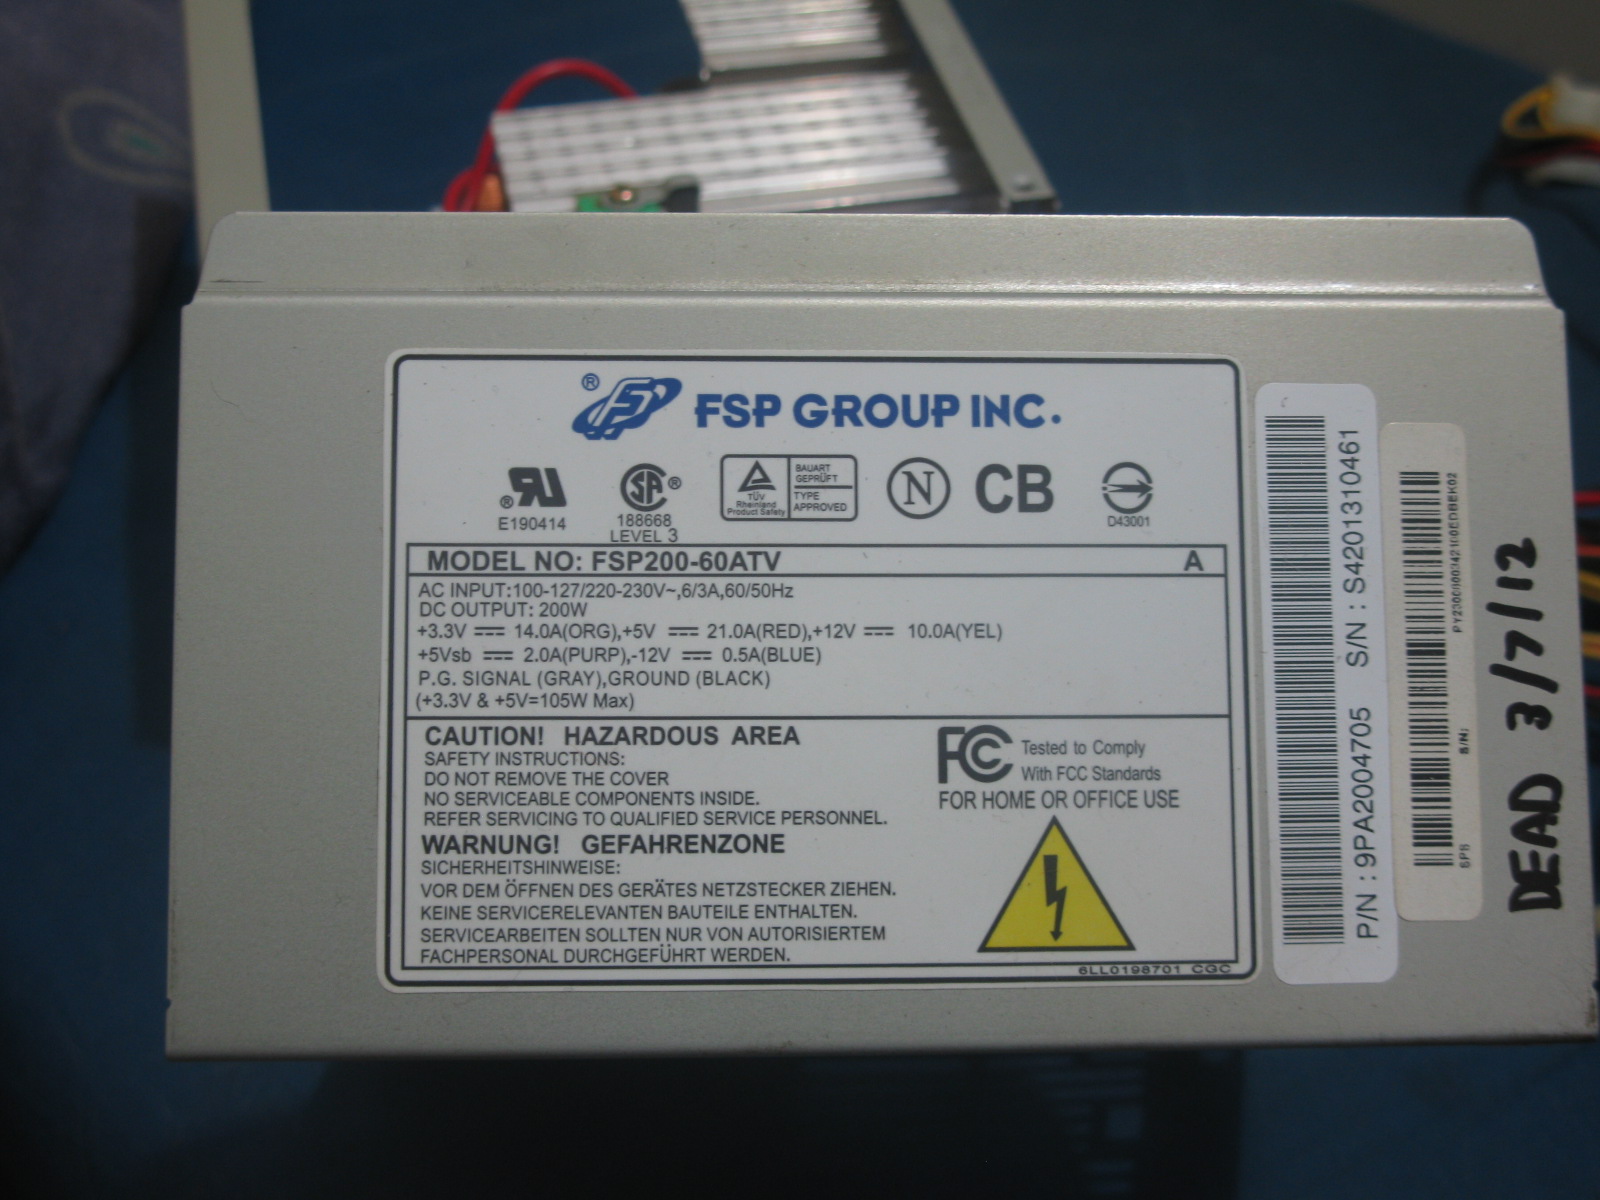 ® FSP GROUP INC.
® RU
E190414
SA ®
188668
LEVEL 3
TÜV
Rheinland
Product Safety
BAUART
GEPRÜFT
TYPE
APPROVED
N
CB
D43001
MODEL NO: FSP200-60ATV A
AC INPUT:100-127/220-230V~,6/3A,60/50Hz
DC OUTPUT: 200W
+3.3V ⎓ 14.0A(ORG),+5V ⎓ 21.0A(RED),+12V ⎓ 10.0A(YEL)
+5Vsb ⎓ 2.0A(PURP),-12V ⎓ 0.5A(BLUE)
P.G. SIGNAL (GRAY),GROUND (BLACK)
(+3.3V & +5V=105W Max)
CAUTION! HAZARDOUS AREA
SAFETY INSTRUCTIONS:
DO NOT REMOVE THE COVER
NO SERVICEABLE COMPONENTS INSIDE.
REFER SERVICING TO QUALIFIED SERVICE PERSONNEL.
WARNUNG! GEFAHRENZONE
SICHERHEITSHINWEISE:
VOR DEM ÖFFNEN DES GERÄTES NETZSTECKER ZIEHEN.
KEINE SERVICERELEVANTEN BAUTEILE ENTHALTEN.
SERVICEARBEITEN SOLLTEN NUR VON AUTORISIERTEM
FACHPERSONAL DURCHGEFÜHRT WERDEN.
FC Tested to Comply
With FCC Standards
FOR HOME OR OFFICE USE
6LL0198701 CGC
P/N : 9PA2004705 S/N : S4201310461
SPS S/N:
DEAD 3/7/12